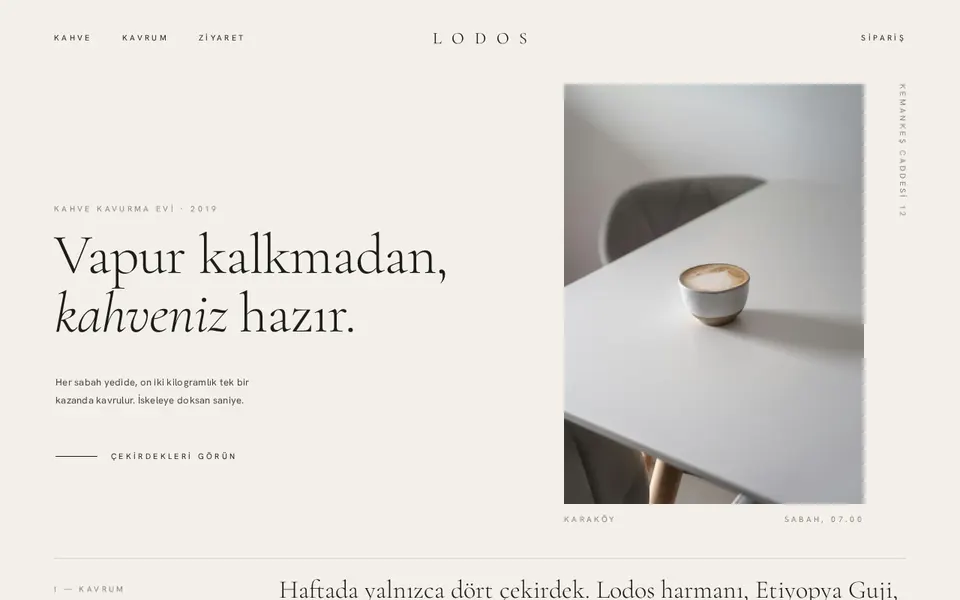 KAHVE
KAVRUM
ZİYARET
LODOS
SİPARİŞ
KEMANKEŞ CADDESİ 12
KAHVE KAVURMA EVİ · 2019
Vapur kalkmadan,
kahveniz hazır.
Her sabah yedide, on iki kilogramlık tek bir
kazanda kavrulur. İskeleye doksan saniye.
ÇEKİRDEKLERİ GÖRÜN
KARAKÖY
SABAH, 07.00
I — KAVRUM
Haftada yalnızca dört çekirdek. Lodos harmanı, Etiyopya Guji,